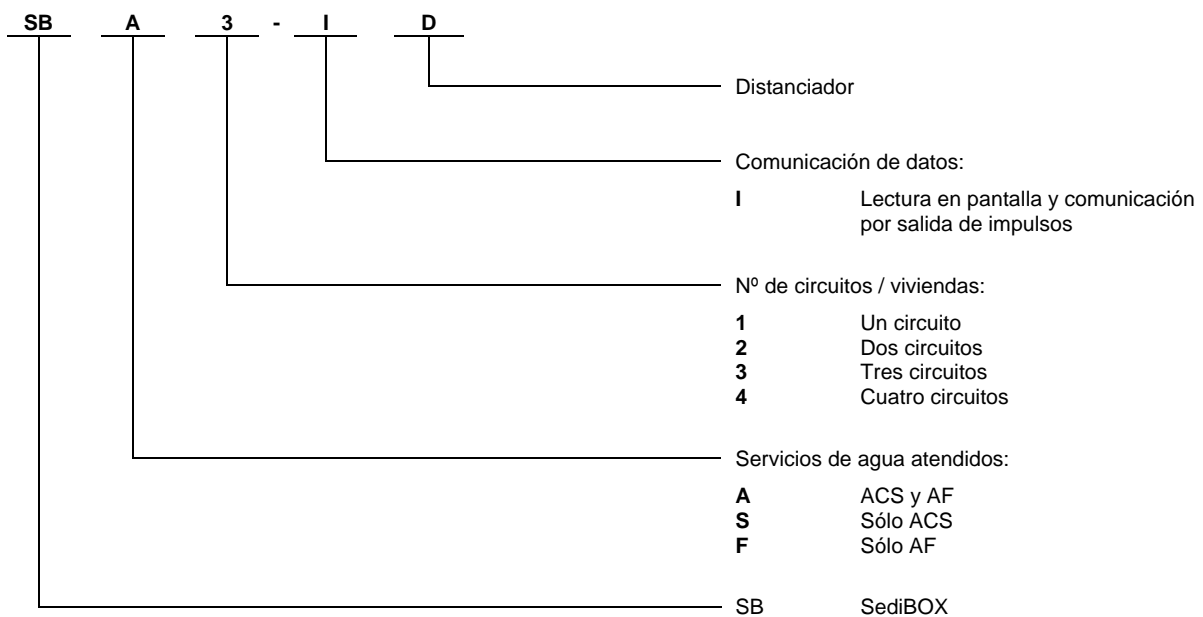 SB A 3 - I D
Distanciador
Comunicación de datos:
I Lectura en pantalla y comunicación
por salida de impulsos
Nº de circuitos / viviendas:
1 Un circuito
2 Dos circuitos
3 Tres circuitos
4 Cuatro circuitos
Servicios de agua atendidos:
A ACS y AF
S Sólo ACS
F Sólo AF
SB SediBOX